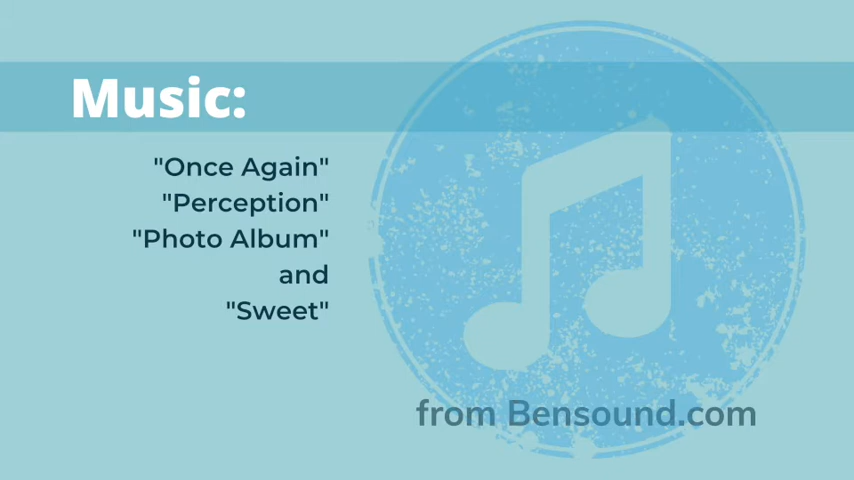 Music:
"Once Again"
"Perception"
"Photo Album"
and
"Sweet"
from Bensound.com